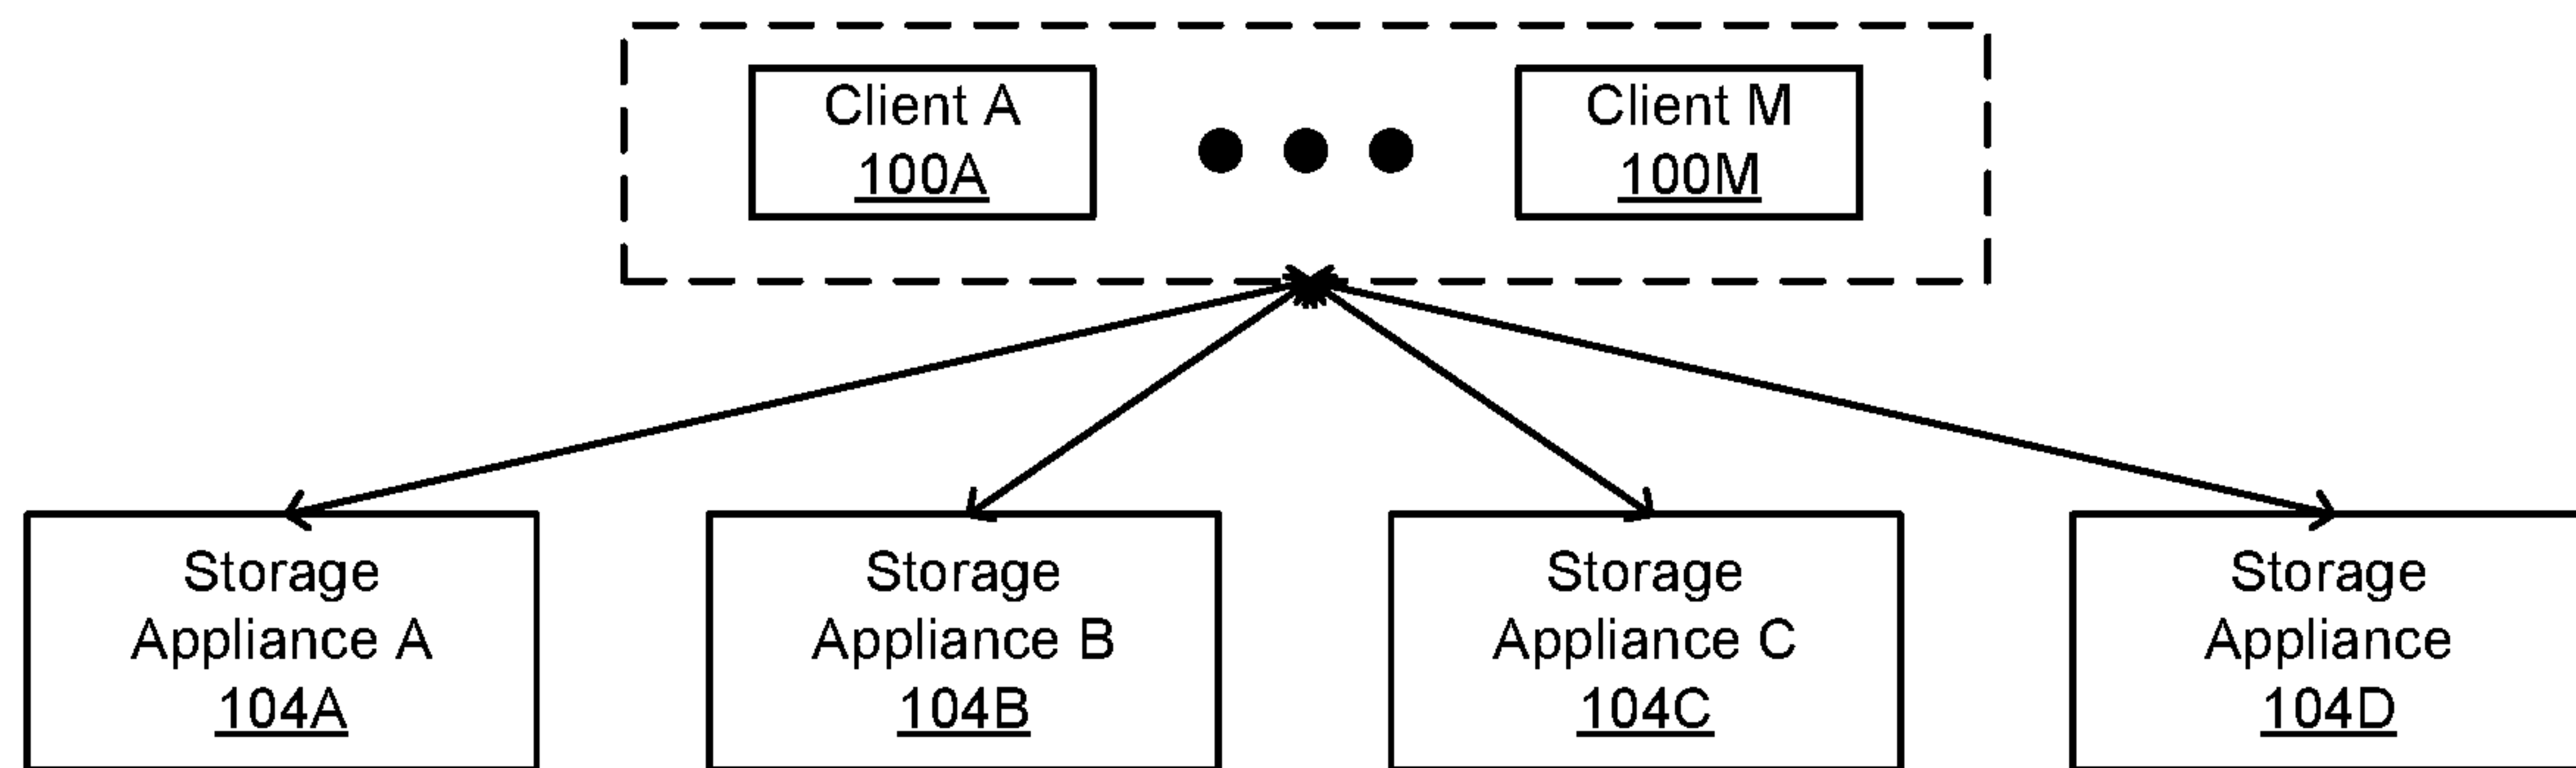 Client A
100A
Client M
100M
Storage
Appliance A
104A
Storage
Appliance B
104B
Storage
Appliance C
104C
Storage
Appliance
104D